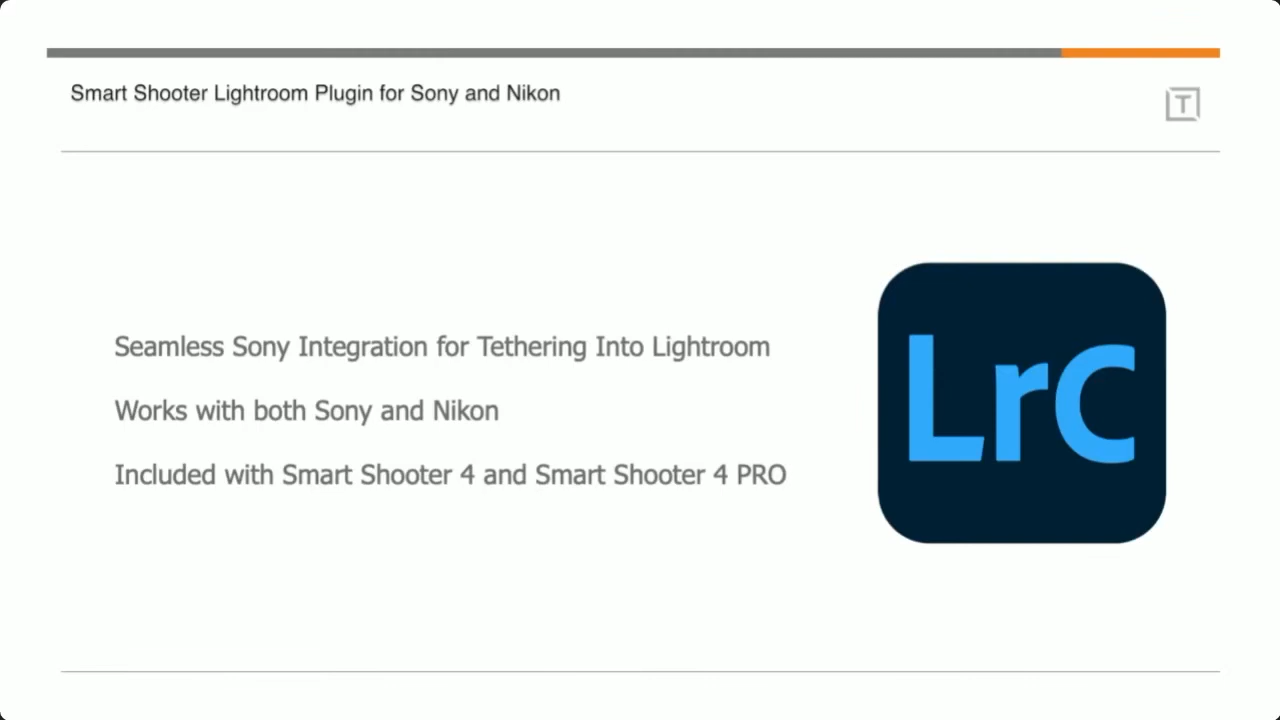 Smart Shooter Lightroom Plugin for Sony and Nikon
T
Seamless Sony Integration for Tethering Into Lightroom
Works with both Sony and Nikon
Included with Smart Shooter 4 and Smart Shooter 4 PRO
LrC